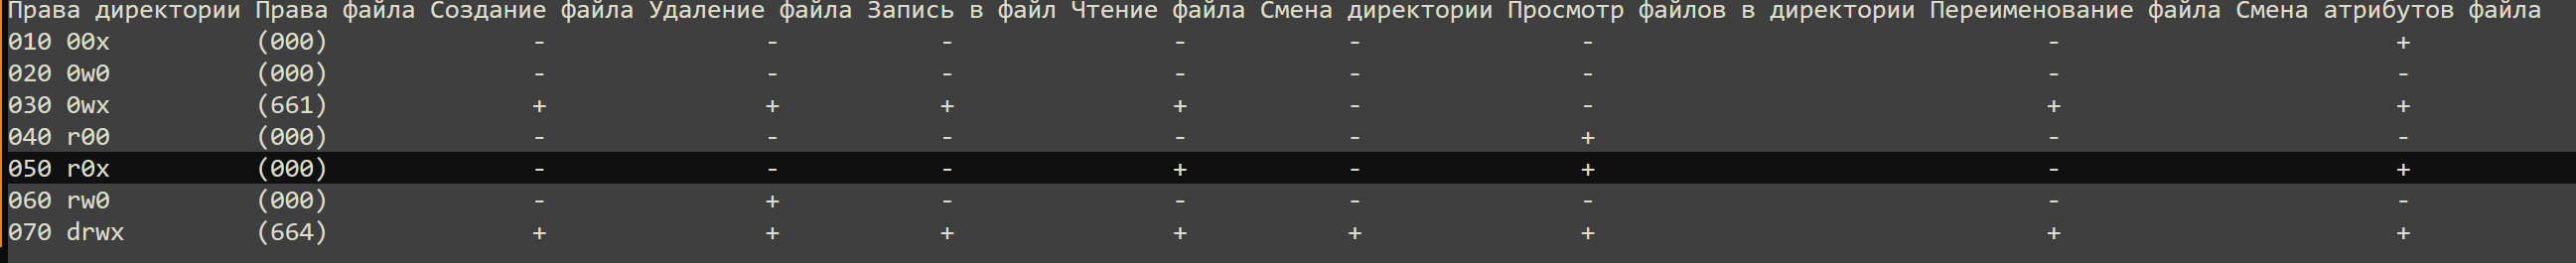 Права директории Права файла Создание файла Удаление файла Запись в файл Чтение файла Смена директории Просмотр файлов в директории Переименование файла Смена атрибутов файла
010 00x (000) - - - - - - - +
020 0w0 (000) - - - - - - - -
030 0wx (661) + + + + - - + +
040 r00 (000) - - - - - + - -
050 r0x (000) - - - + - + - +
060 rw0 (000) - + - - - - - -
070 drwx (664) + + + + + + + +